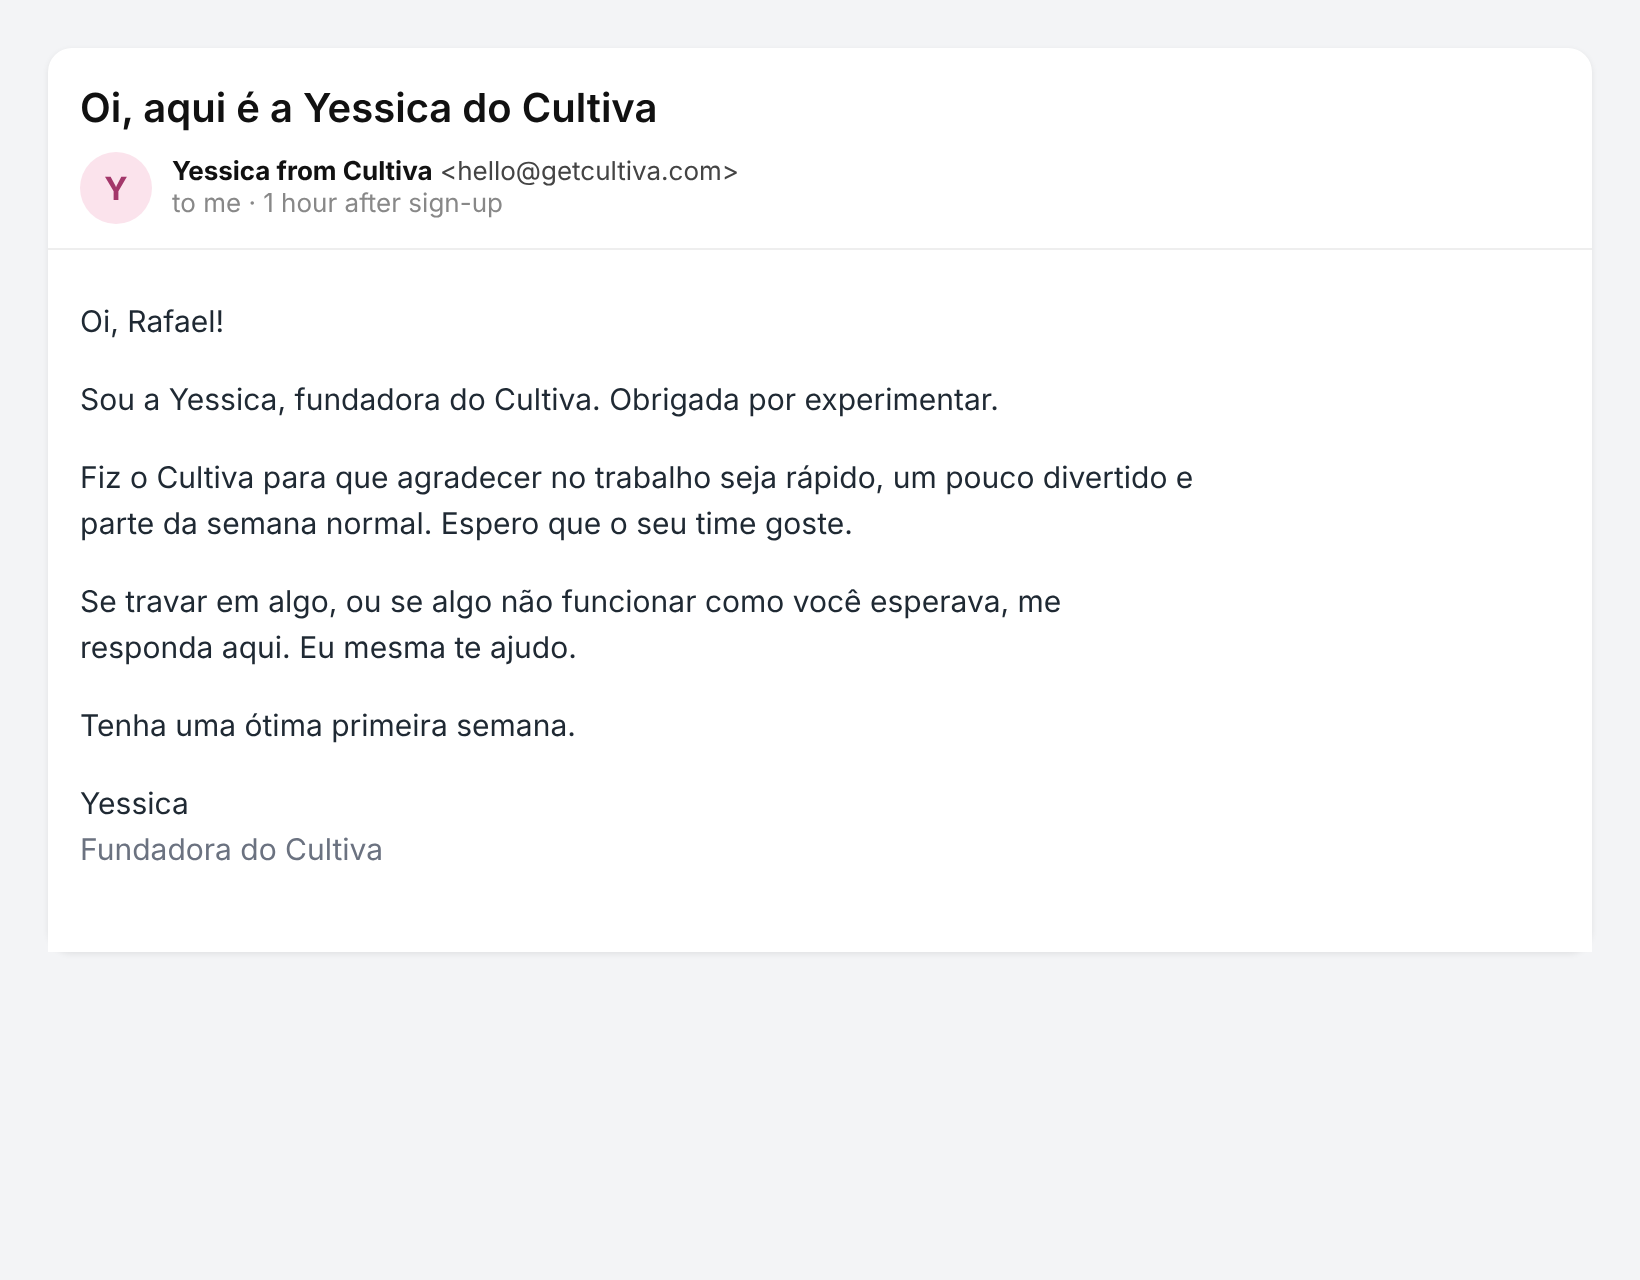 Oi, aqui é a Yessica do Cultiva
Y
Yessica from Cultiva <hello@getcultiva.com>
to me · 1 hour after sign-up
Oi, Rafael!
Sou a Yessica, fundadora do Cultiva. Obrigada por experimentar.
Fiz o Cultiva para que agradecer no trabalho seja rápido, um pouco divertido e
parte da semana normal. Espero que o seu time goste.
Se travar em algo, ou se algo não funcionar como você esperava, me
responda aqui. Eu mesma te ajudo.
Tenha uma ótima primeira semana.
Yessica
Fundadora do Cultiva